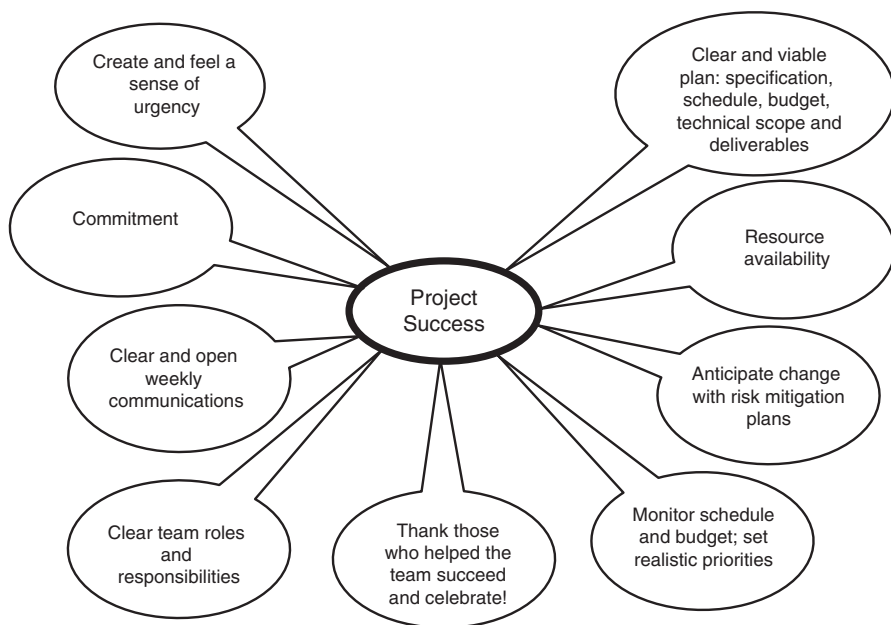 Create and feel a
sense of
urgency
Clear and viable
plan: specification,
schedule, budget,
technical scope and
deliverables
Commitment
Resource
availability
Project
Success
Clear and open
weekly
communications
Anticipate change
with risk mitigation
plans
Clear team roles
and
responsibilities
Thank those
who helped the
team succeed
and celebrate!
Monitor schedule
and budget; set
realistic priorities